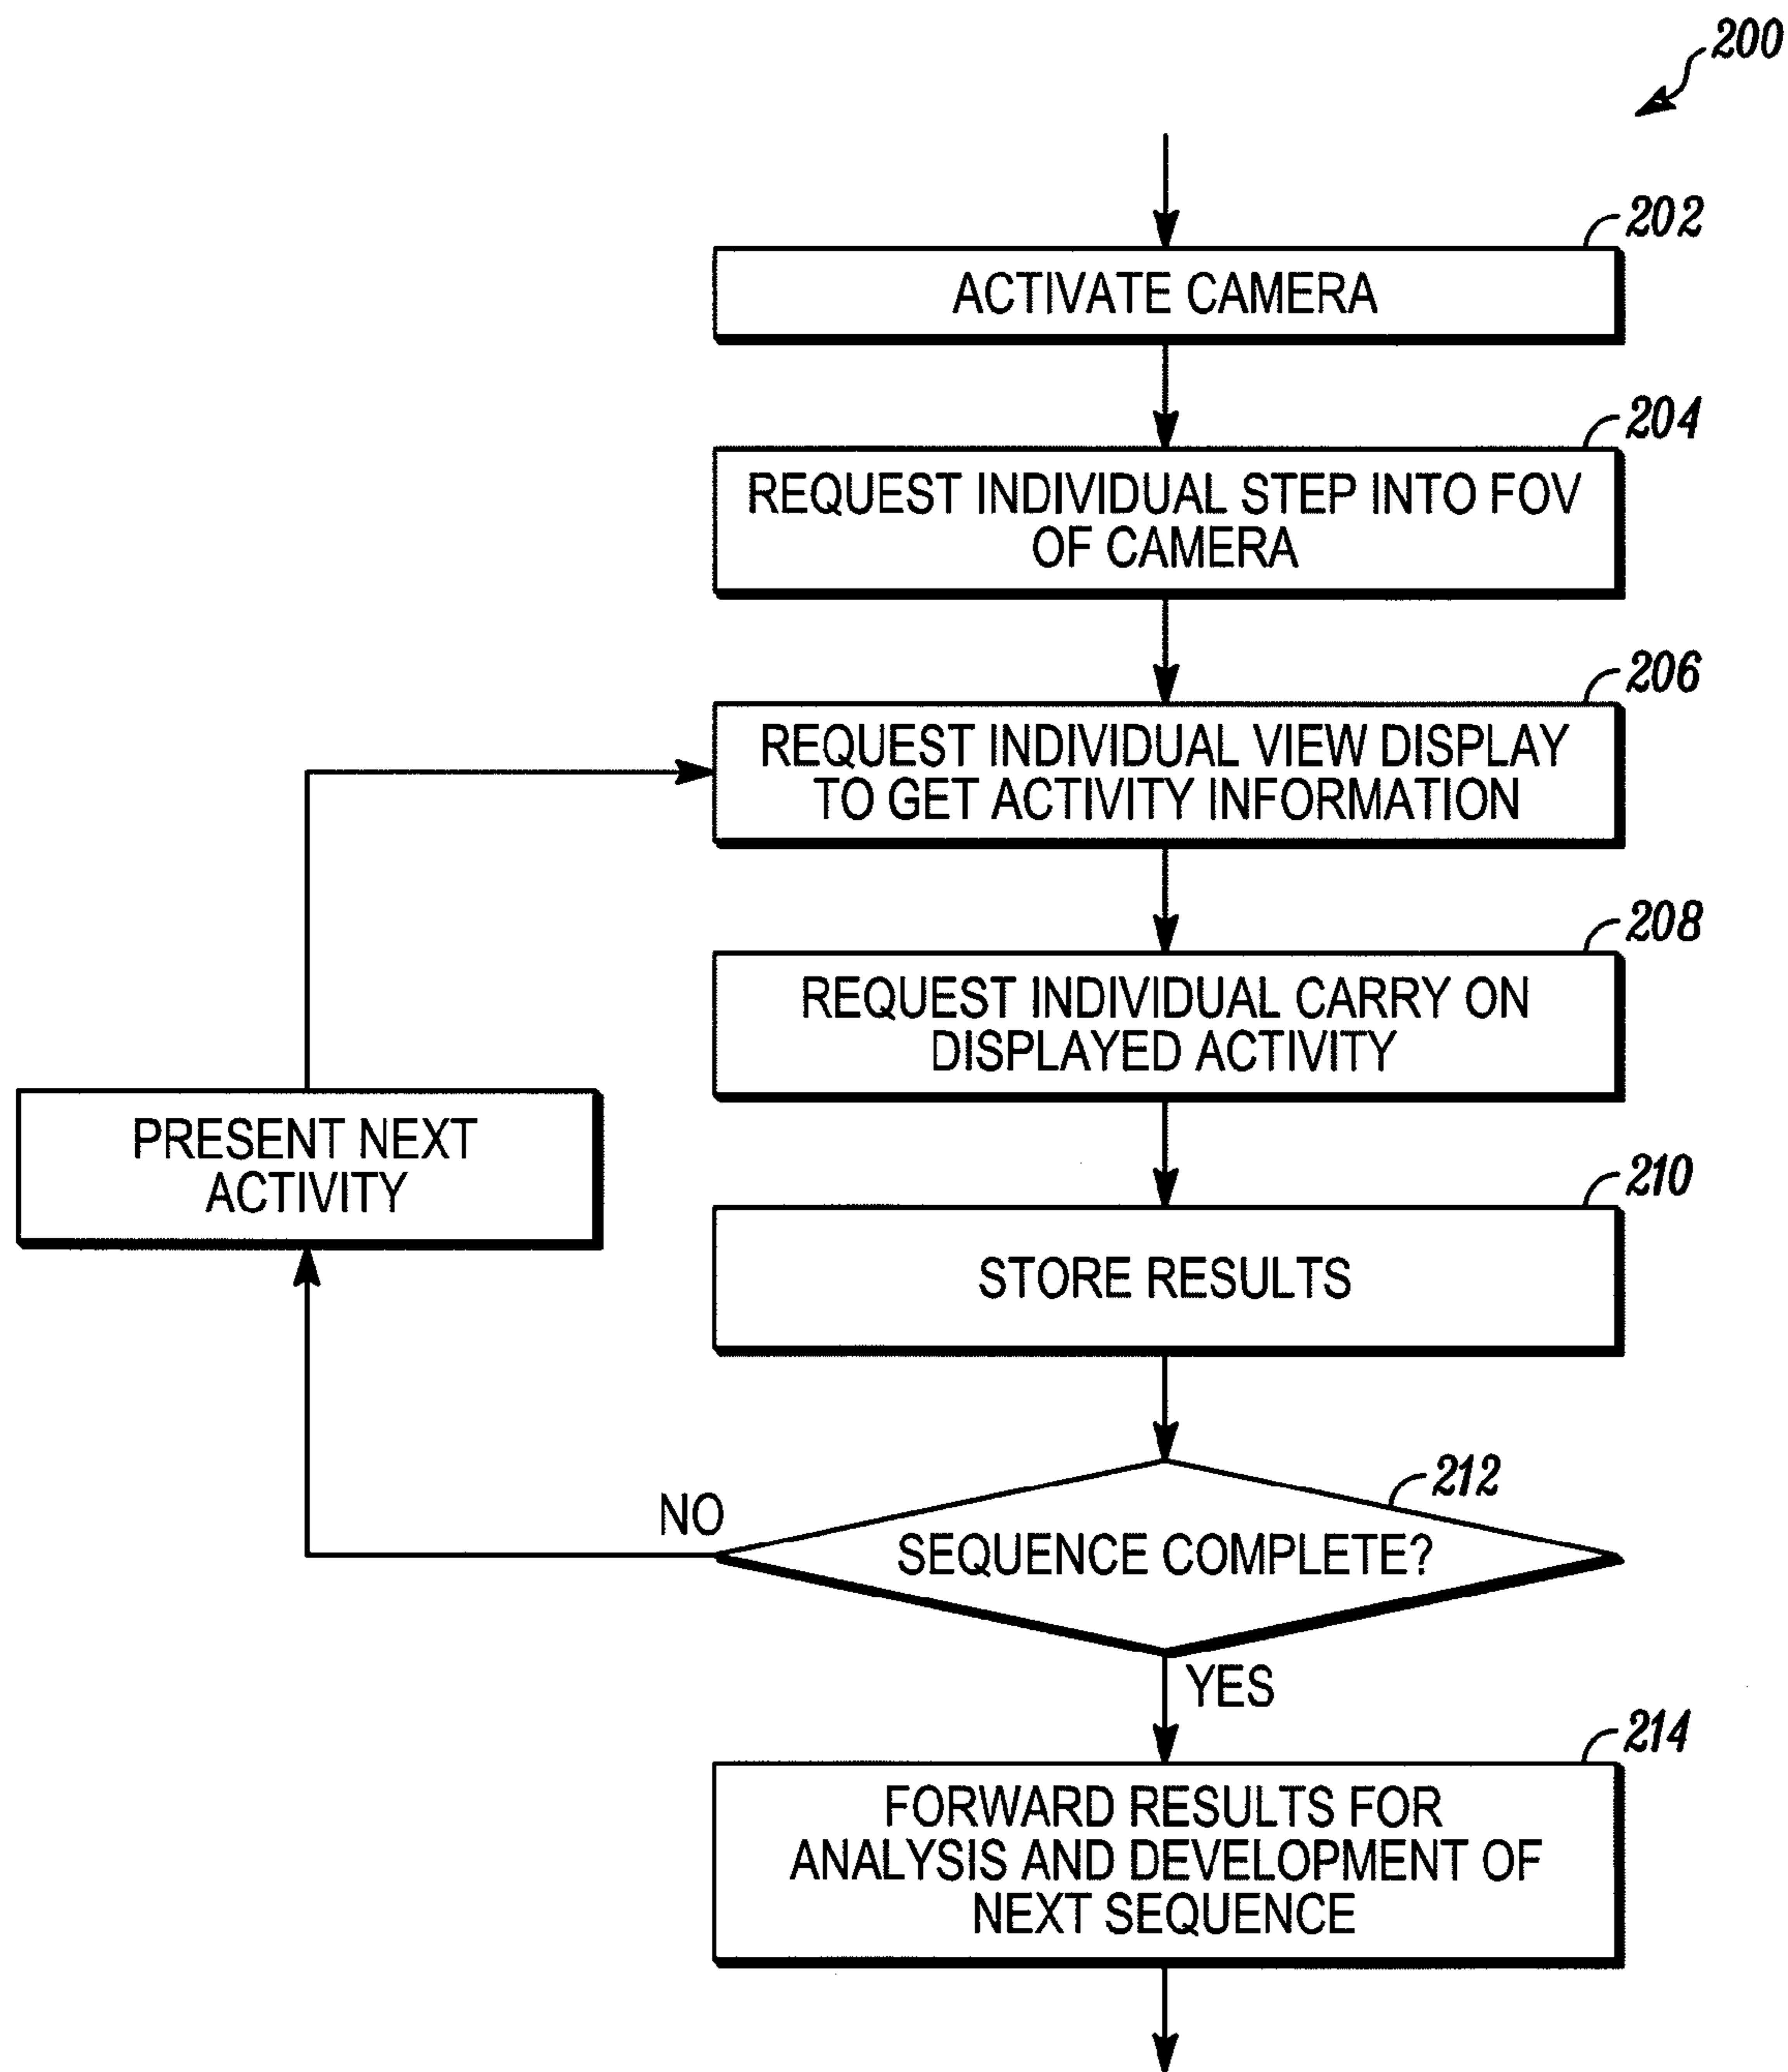 200
202
ACTIVATE CAMERA
204
REQUEST INDIVIDUAL STEP INTO FOV
OF CAMERA
206
REQUEST INDIVIDUAL VIEW DISPLAY
TO GET ACTIVITY INFORMATION
208
REQUEST INDIVIDUAL CARRY ON
DISPLAYED ACTIVITY
PRESENT NEXT
ACTIVITY
210
STORE RESULTS
212
NO
SEQUENCE COMPLETE?
YES
214
FORWARD RESULTS FOR
ANALYSIS AND DEVELOPMENT OF
NEXT SEQUENCE